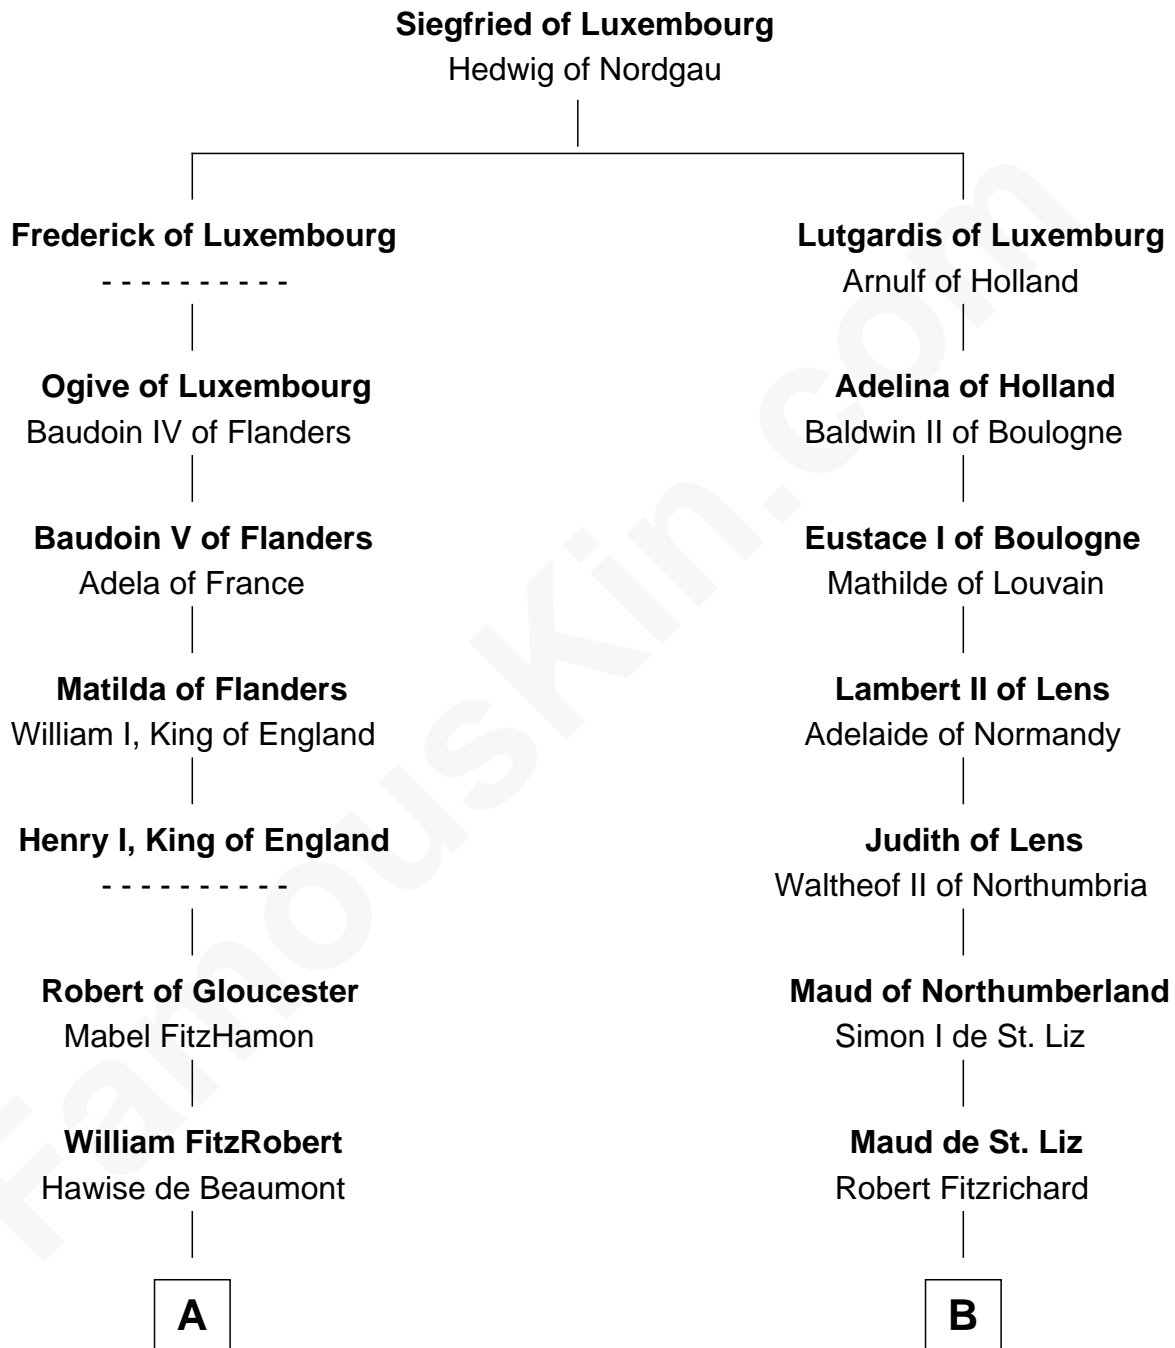 Siegfried of Luxembourg
Hedwig of Nordgau
Frederick of Luxembourg
- - - - - - - - - -
Ogive of Luxembourg
Baudoin IV of Flanders
Baudoin V of Flanders
Adela of France
Matilda of Flanders
William I, King of England
Henry I, King of England
- - - - - - - - - -
Robert of Gloucester
Mabel FitzHamon
William FitzRobert
Hawise de Beaumont
A
Lutgardis of Luxemburg
Arnulf of Holland
Adelina of Holland
Baldwin II of Boulogne
Eustace I of Boulogne
Mathilde of Louvain
Lambert II of Lens
Adelaide of Normandy
Judith of Lens
Waltheof II of Northumbria
Maud of Northumberland
Simon I de St. Liz
Maud de St. Liz
Robert Fitzrichard
B
FamousKin.com